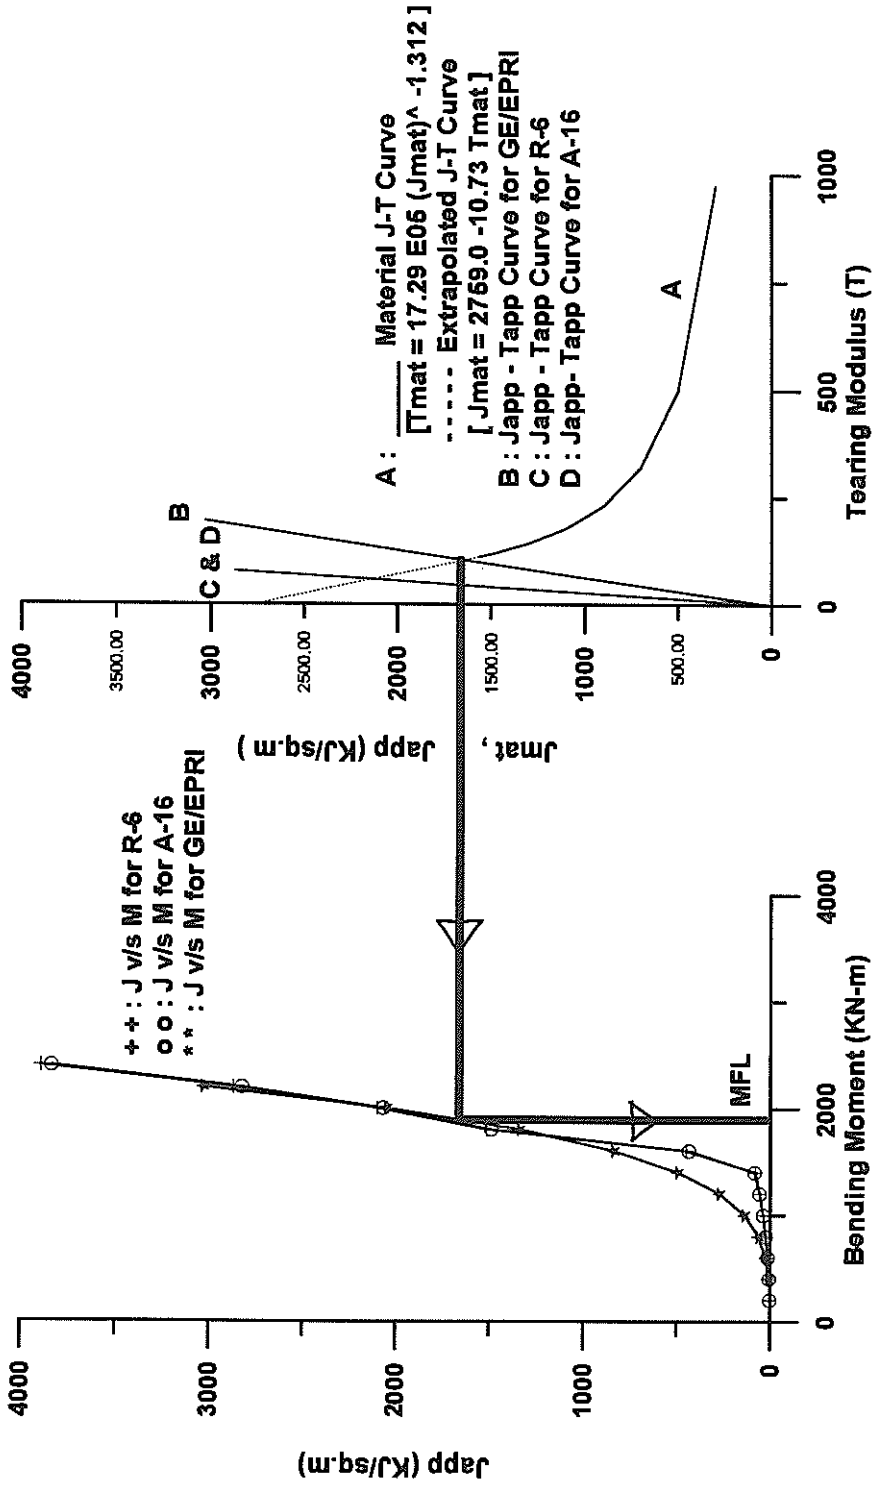 4000
3000
2000
1000
0
Japp (KJ/sq.m)
+ + : J v/s M for R-6
o o : J v/s M for A-16
* * : J v/s M for GE/EPRI
MFL
0
2000
4000
Bending Moment (KN-m)
4000
3500.00
3000
2500.00
2000
1500.00
1000
500.00
0
Jmat, Japp (KJ/sq.m )
C & D
B
A
A : Material J-T Curve
[Tmat = 17.29 E05 (Jmat)^ -1.312 ]
- - - - - Extrapolated J-T Curve
[ Jmat = 2759.0 -10.73 Tmat ]
B : Japp - Tapp Curve for GE/EPRI
C : Japp - Tapp Curve for R-6
D : Japp- Tapp Curve for A-16
0
500
1000
Tearing Modulus (T)